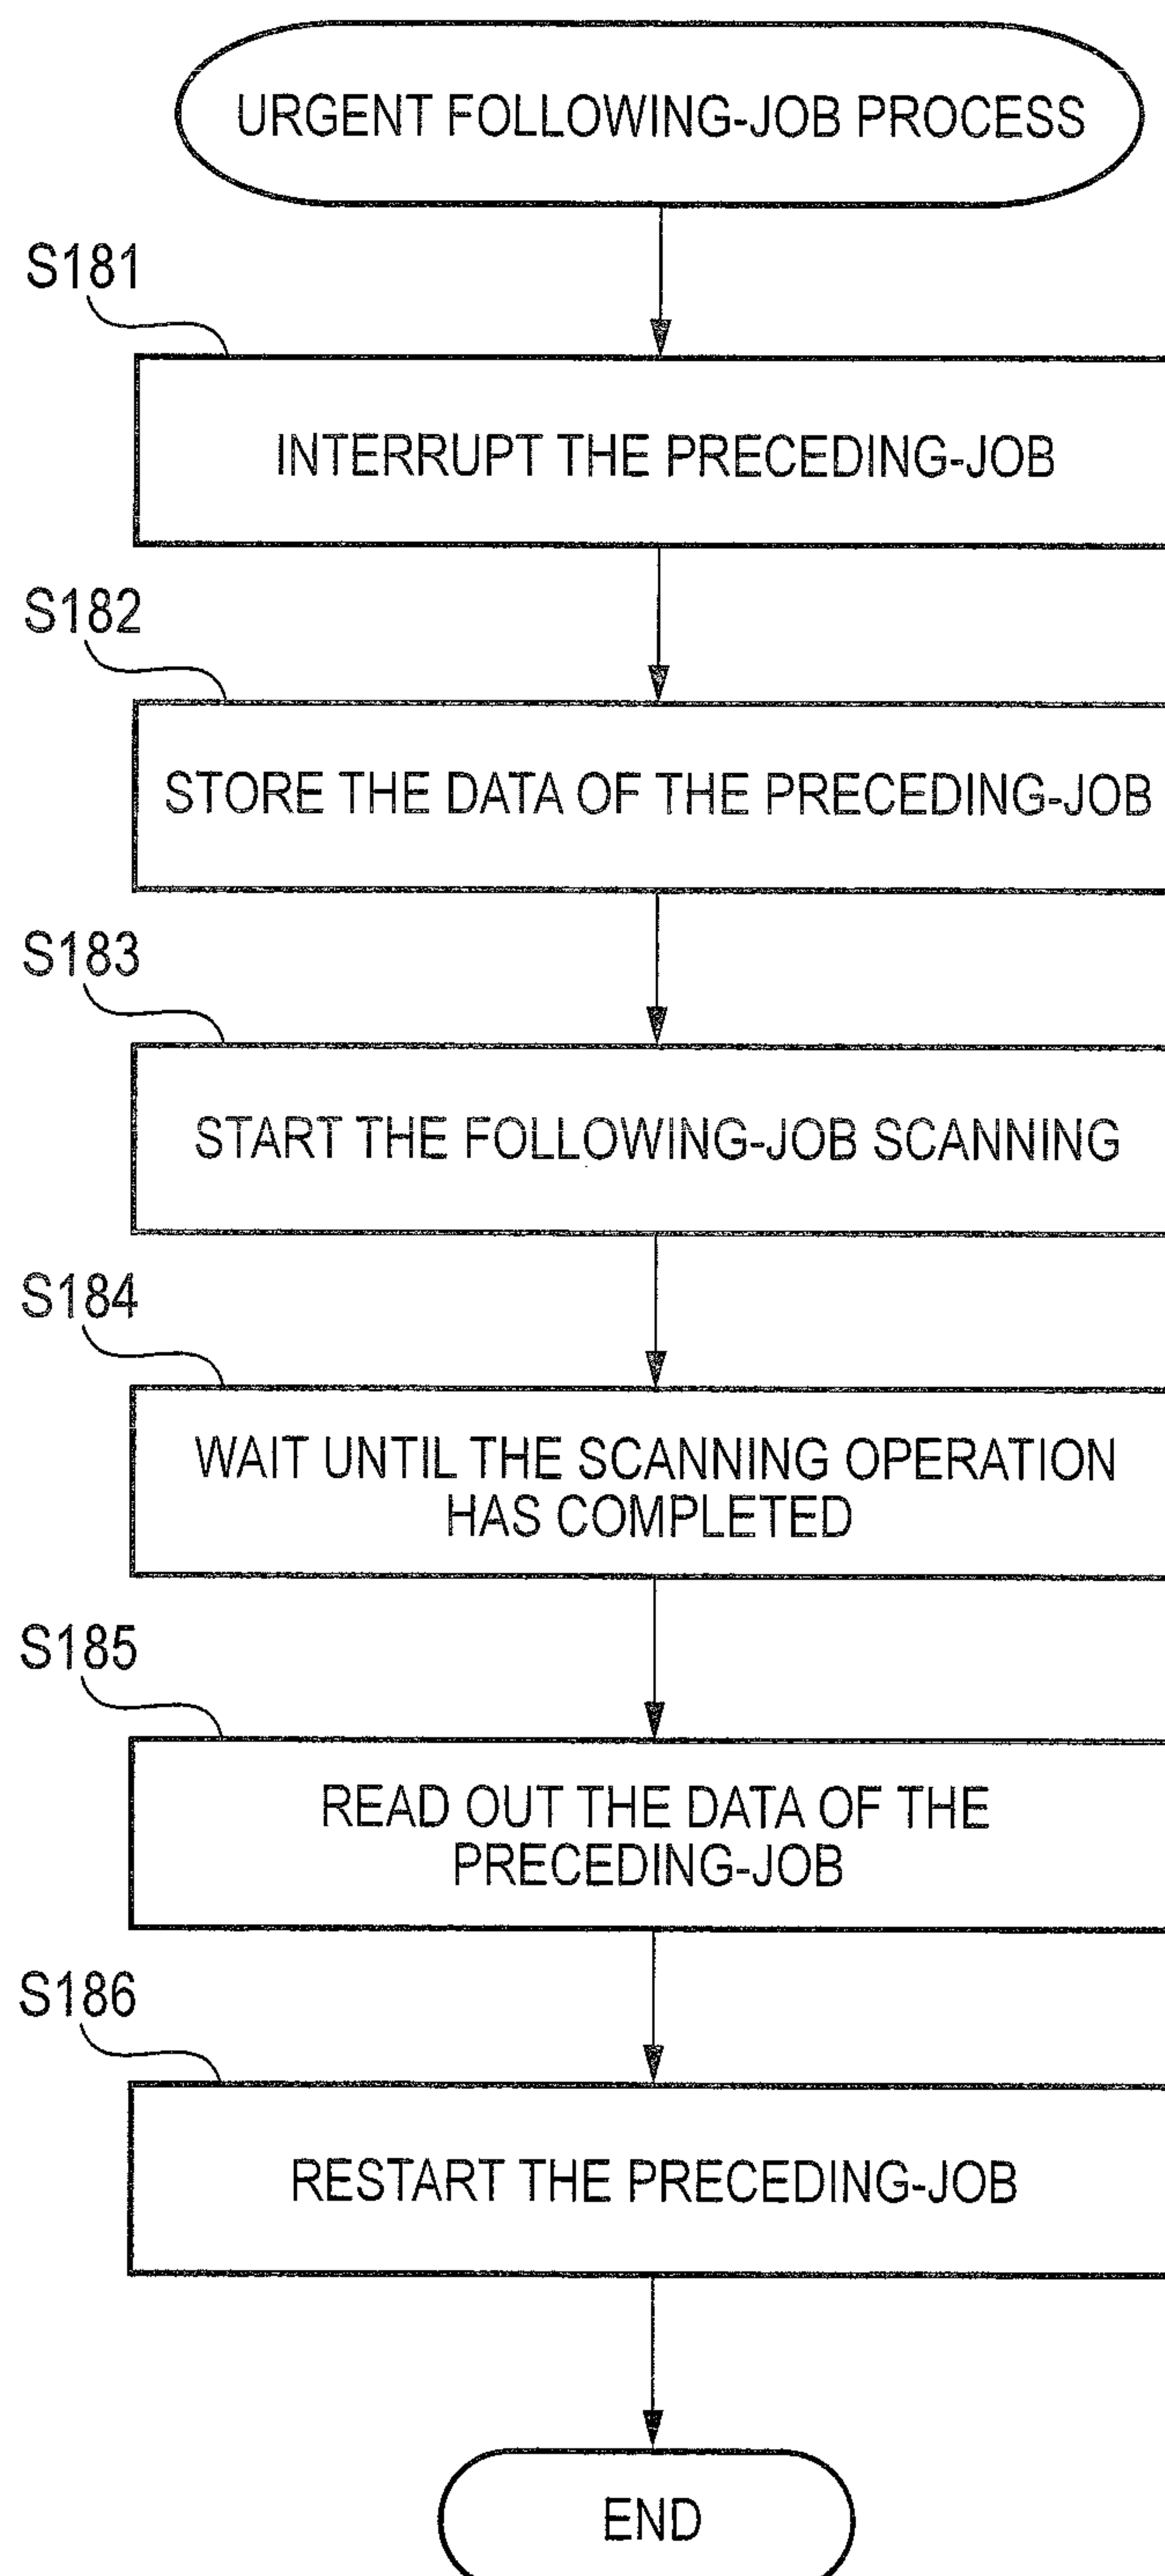 URGENT FOLLOWING-JOB PROCESS
S181
INTERRUPT THE PRECEDING-JOB
S182
STORE THE DATA OF THE PRECEDING-JOB
S183
START THE FOLLOWING-JOB SCANNING
S184
WAIT UNTIL THE SCANNING OPERATION
HAS COMPLETED
S185
READ OUT THE DATA OF THE
PRECEDING-JOB
S186
RESTART THE PRECEDING-JOB
END